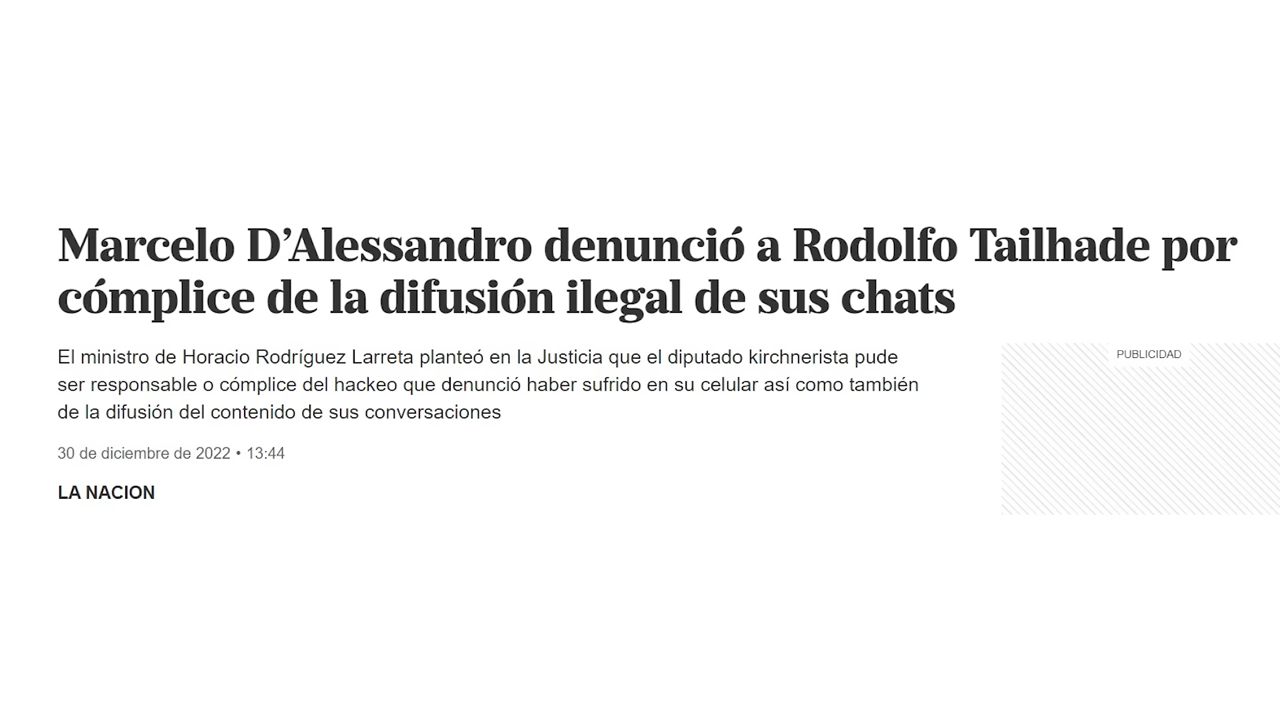 Marcelo D’Alessandro denunció a Rodolfo Tailhade por
cómplice de la difusión ilegal de sus chats
El ministro de Horacio Rodríguez Larreta planteó en la Justicia que el diputado kirchnerista pude
ser responsable o cómplice del hackeo que denunció haber sufrido en su celular así como también
de la difusión del contenido de sus conversaciones
PUBLICIDAD
30 de diciembre de 2022 • 13:44
LA NACION